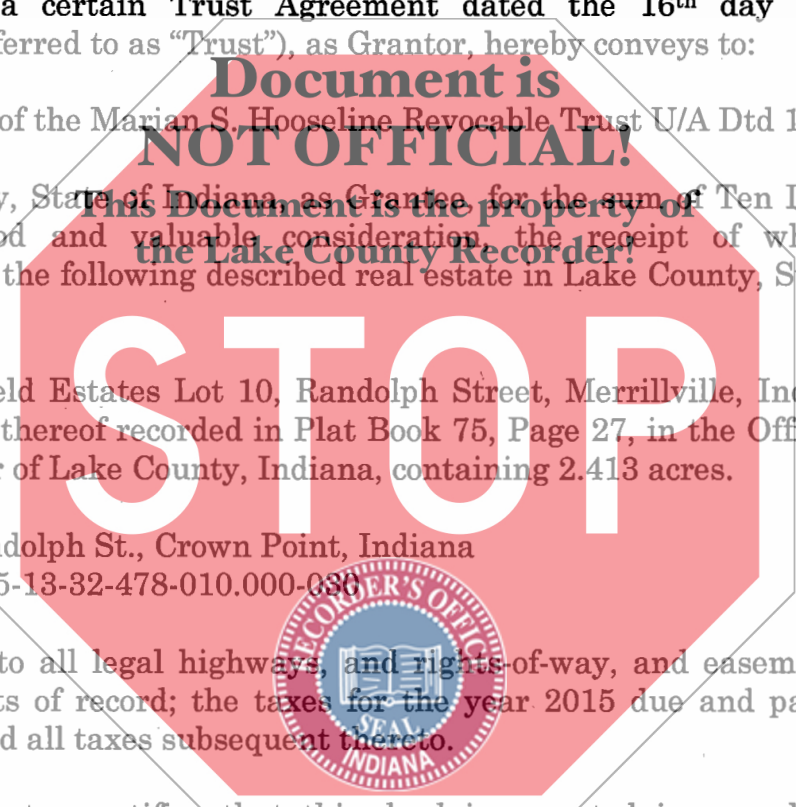 a certain Trust Agreement dated the 16th day
ferred to as “Trust”), as Grantor, hereby conveys to:
Document is
of the Marian S. Hooseline Revocable Trust U/A Dtd 1
NOT OFFICIAL!
y, State of Indiana, as Grantee, for the sum of Ten D
This Document is the property of
od and valuable consideration, the receipt of wh
the Lake County Recorder!
the following described real estate in Lake County, S
STOP
eld Estates Lot 10, Randolph Street, Merrillville, Ind
thereof recorded in Plat Book 75, Page 27, in the Offi
r of Lake County, Indiana, containing 2.413 acres.
dolph St., Crown Point, Indiana
5-13-32-478-010.000-030
RECORDER'S OFFICE
to all legal highways, and rights-of-way, and easem
ts of record; the taxes for the year 2015 due and pa
SEAL
d all taxes subsequent thereto.
INDIANA